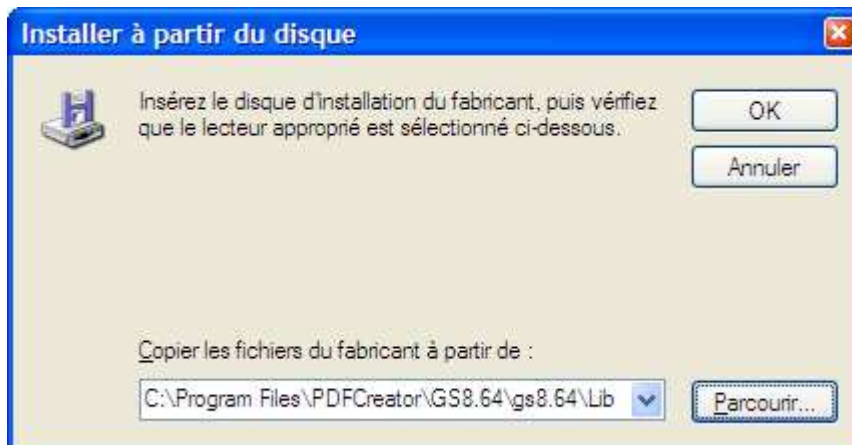 Installer à partir du disque
Insérez le disque d'installation du fabricant, puis vérifiez
que le lecteur approprié est sélectionné ci-dessous.
OK
Annuler
Copier les fichiers du fabricant à partir de :
C:\Program Files\PDFCreator\GS8.64\gs8.64\Lib
Parcourir...